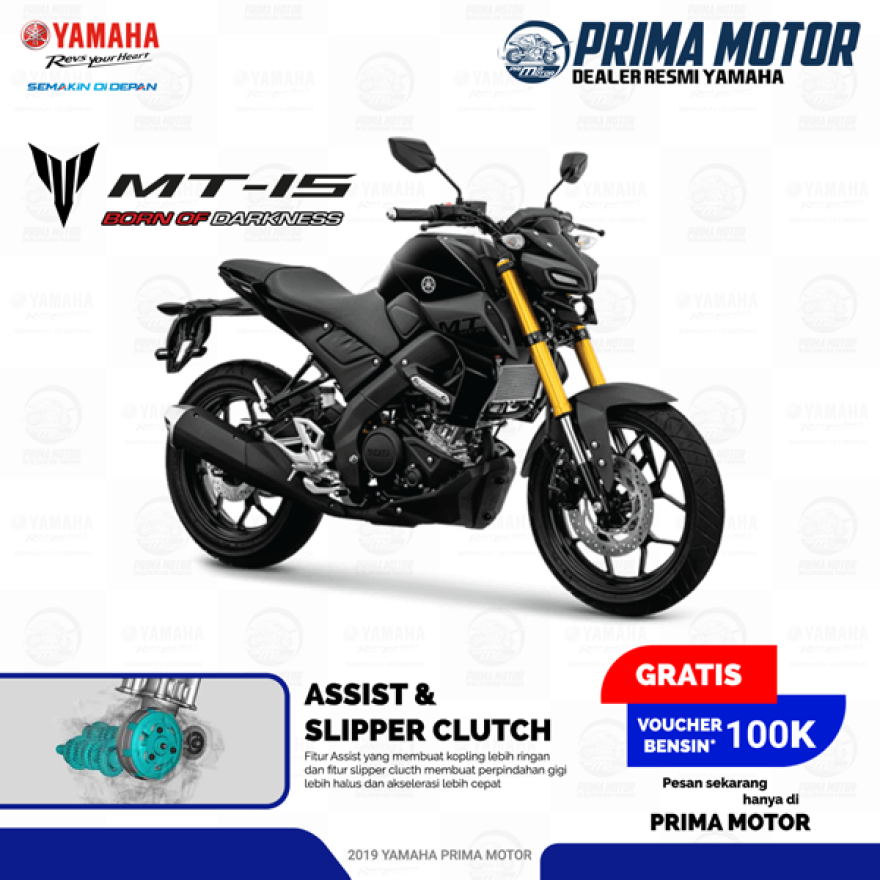 YAMAHA
Revs your Heart
SEMAKIN DI DEPAN
PRIMA MOTOR
DEALER RESMI YAMAHA
MT-15
BORN OF DARKNESS
MT
ASSIST &
SLIPPER CLUTCH
Fitur Assist yang membuat kopling lebih ringan
dan fitur slipper clucth membuat perpindahan gigi
lebih halus dan akselerasi lebih cepat
GRATIS
VOUCHER
BENSIN* 100K
Pesan sekarang
hanya di
PRIMA MOTOR
2019 YAMAHA PRIMA MOTOR